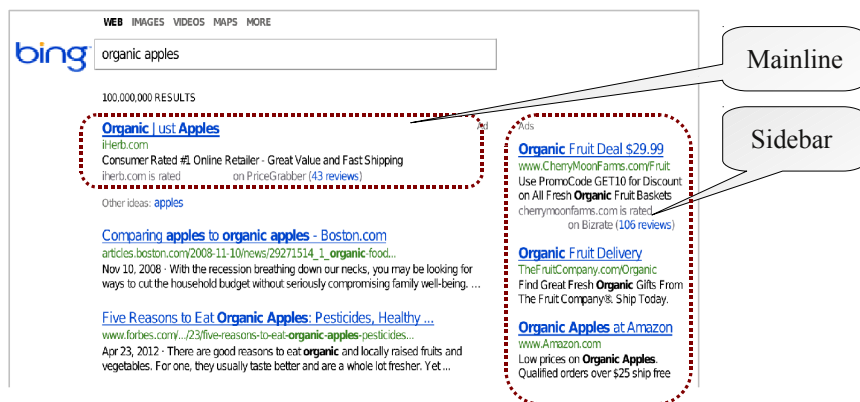 WEB IMAGES VIDEOS MAPS MORE
bing
organic apples
100,000,000 RESULTS
Organic Just Apples
Ad
iHerb.com
Consumer Rated #1 Online Retailer - Great Value and Fast Shipping
iherb.com is rated on PriceGrabber (43 reviews)
Other ideas: apples
Comparing apples to organic apples - Boston.com
articles.boston.com/2008-11-10/news/29271514_1_organic-food...
Nov 10, 2008 · With the recession breathing down our necks, you may be looking for
ways to cut the household budget without seriously compromising family well-being. ...
Five Reasons to Eat Organic Apples: Pesticides, Healthy ...
www.forbes.com/.../23/five-reasons-to-eat-organic-apples-pesticides...
Apr 23, 2012 · There are good reasons to eat organic and locally raised fruits and
vegetables. For one, they usually taste better and are a whole lot fresher. Yet ...
Ads
Organic Fruit Deal $29.99
www.CherryMoonFarms.com/Fruit
Use PromoCode GET10 for Discount
on All Fresh Organic Fruit Baskets
cherrymoonfarms.com is rated
on Bizrate (106 reviews)
Organic Fruit Delivery
TheFruitCompany.com/Organic
Find Great Fresh Organic Gifts From
The Fruit Company®. Ship Today.
Organic Apples at Amazon
www.Amazon.com
Low prices on Organic Apples.
Qualified orders over $25 ship free
Mainline
Sidebar